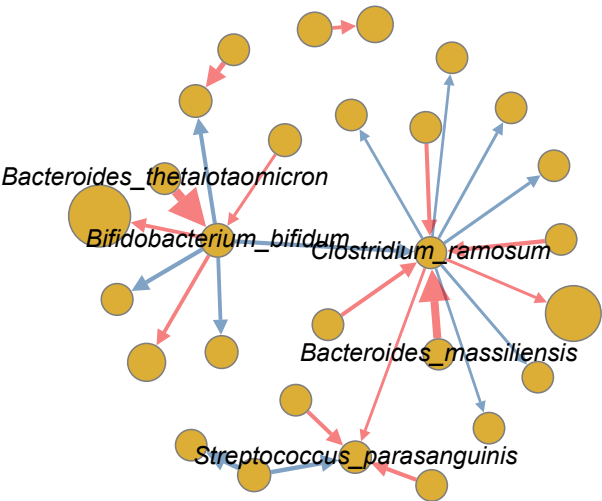 Bacteroides_thetaiotaomicron
Bifidobacterium_bifidum
Clostridium_ramosum
Bacteroides_massiliensis
Streptococcus_parasanguinis